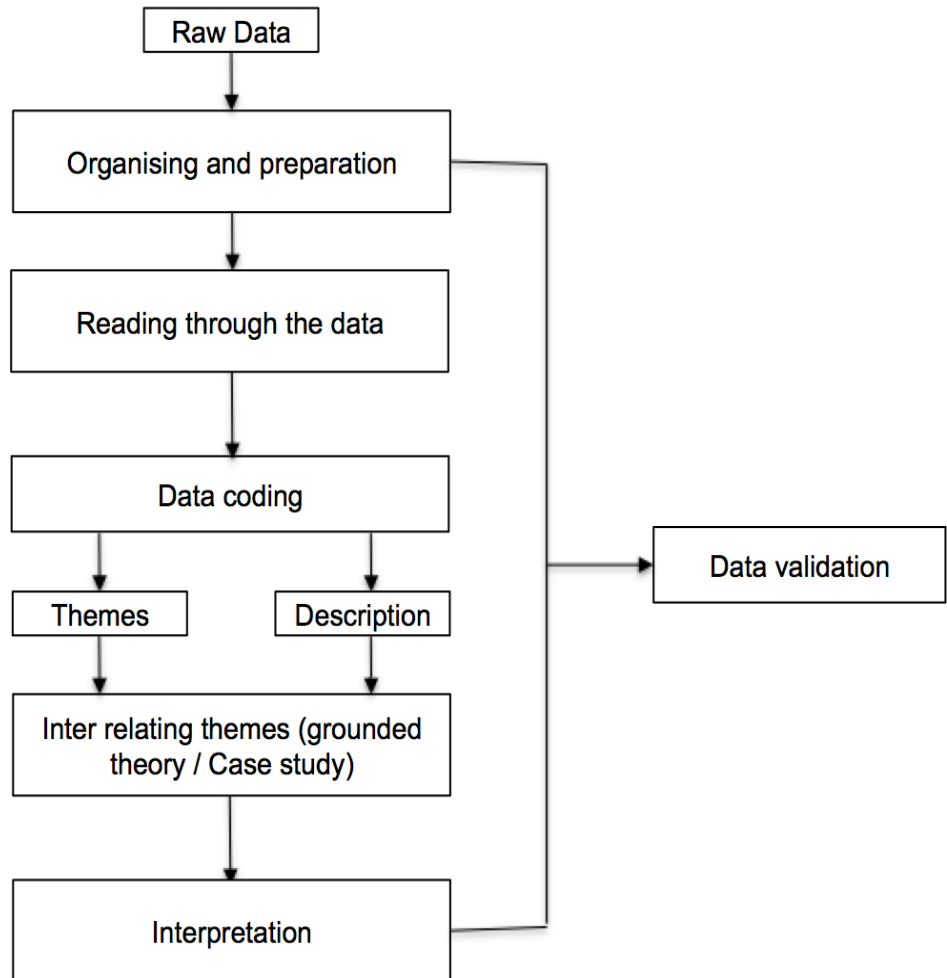 Raw Data
Organising and preparation
Reading through the data
Data coding
Themes
Description
Inter relating themes (grounded
theory / Case study)
Interpretation
Data validation